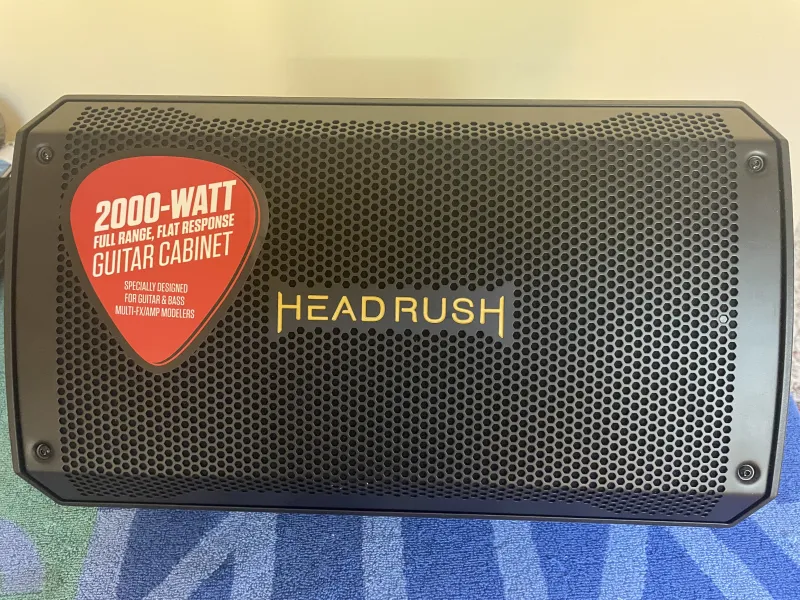 2000-WATT
FULL RANGE, FLAT RESPONSE
GUITAR CABINET
SPECIALLY DESIGNED
FOR GUITAR & BASS
MULTI-FX/AMP MODELERS
HEADRUSH